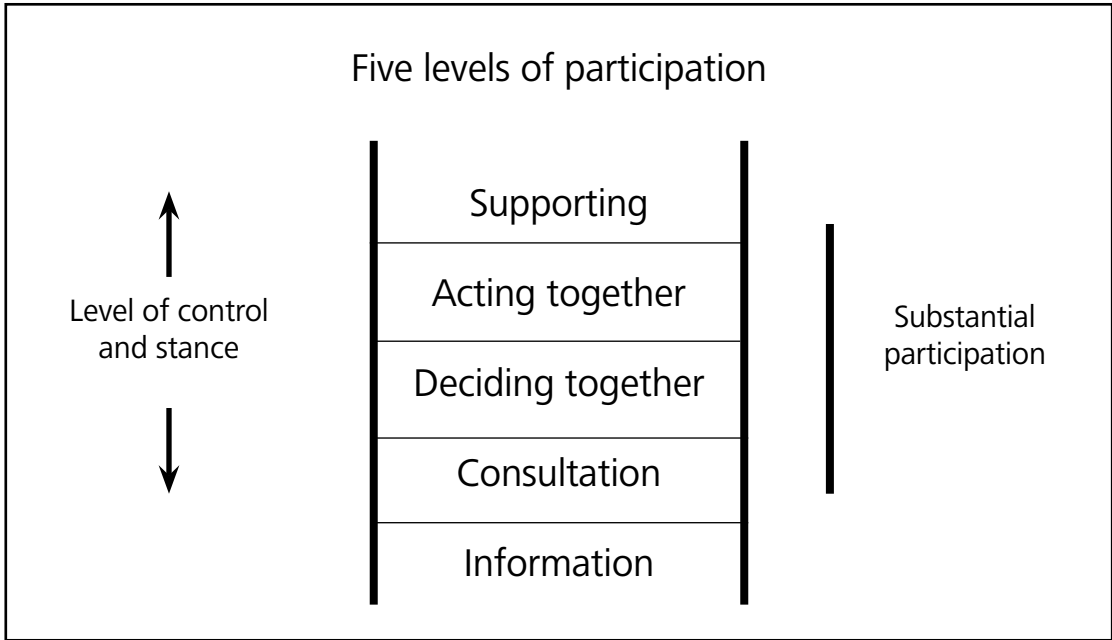 Five levels of participation
Supporting
Acting together
Deciding together
Consultation
Information
Level of control
and stance
Substantial
participation